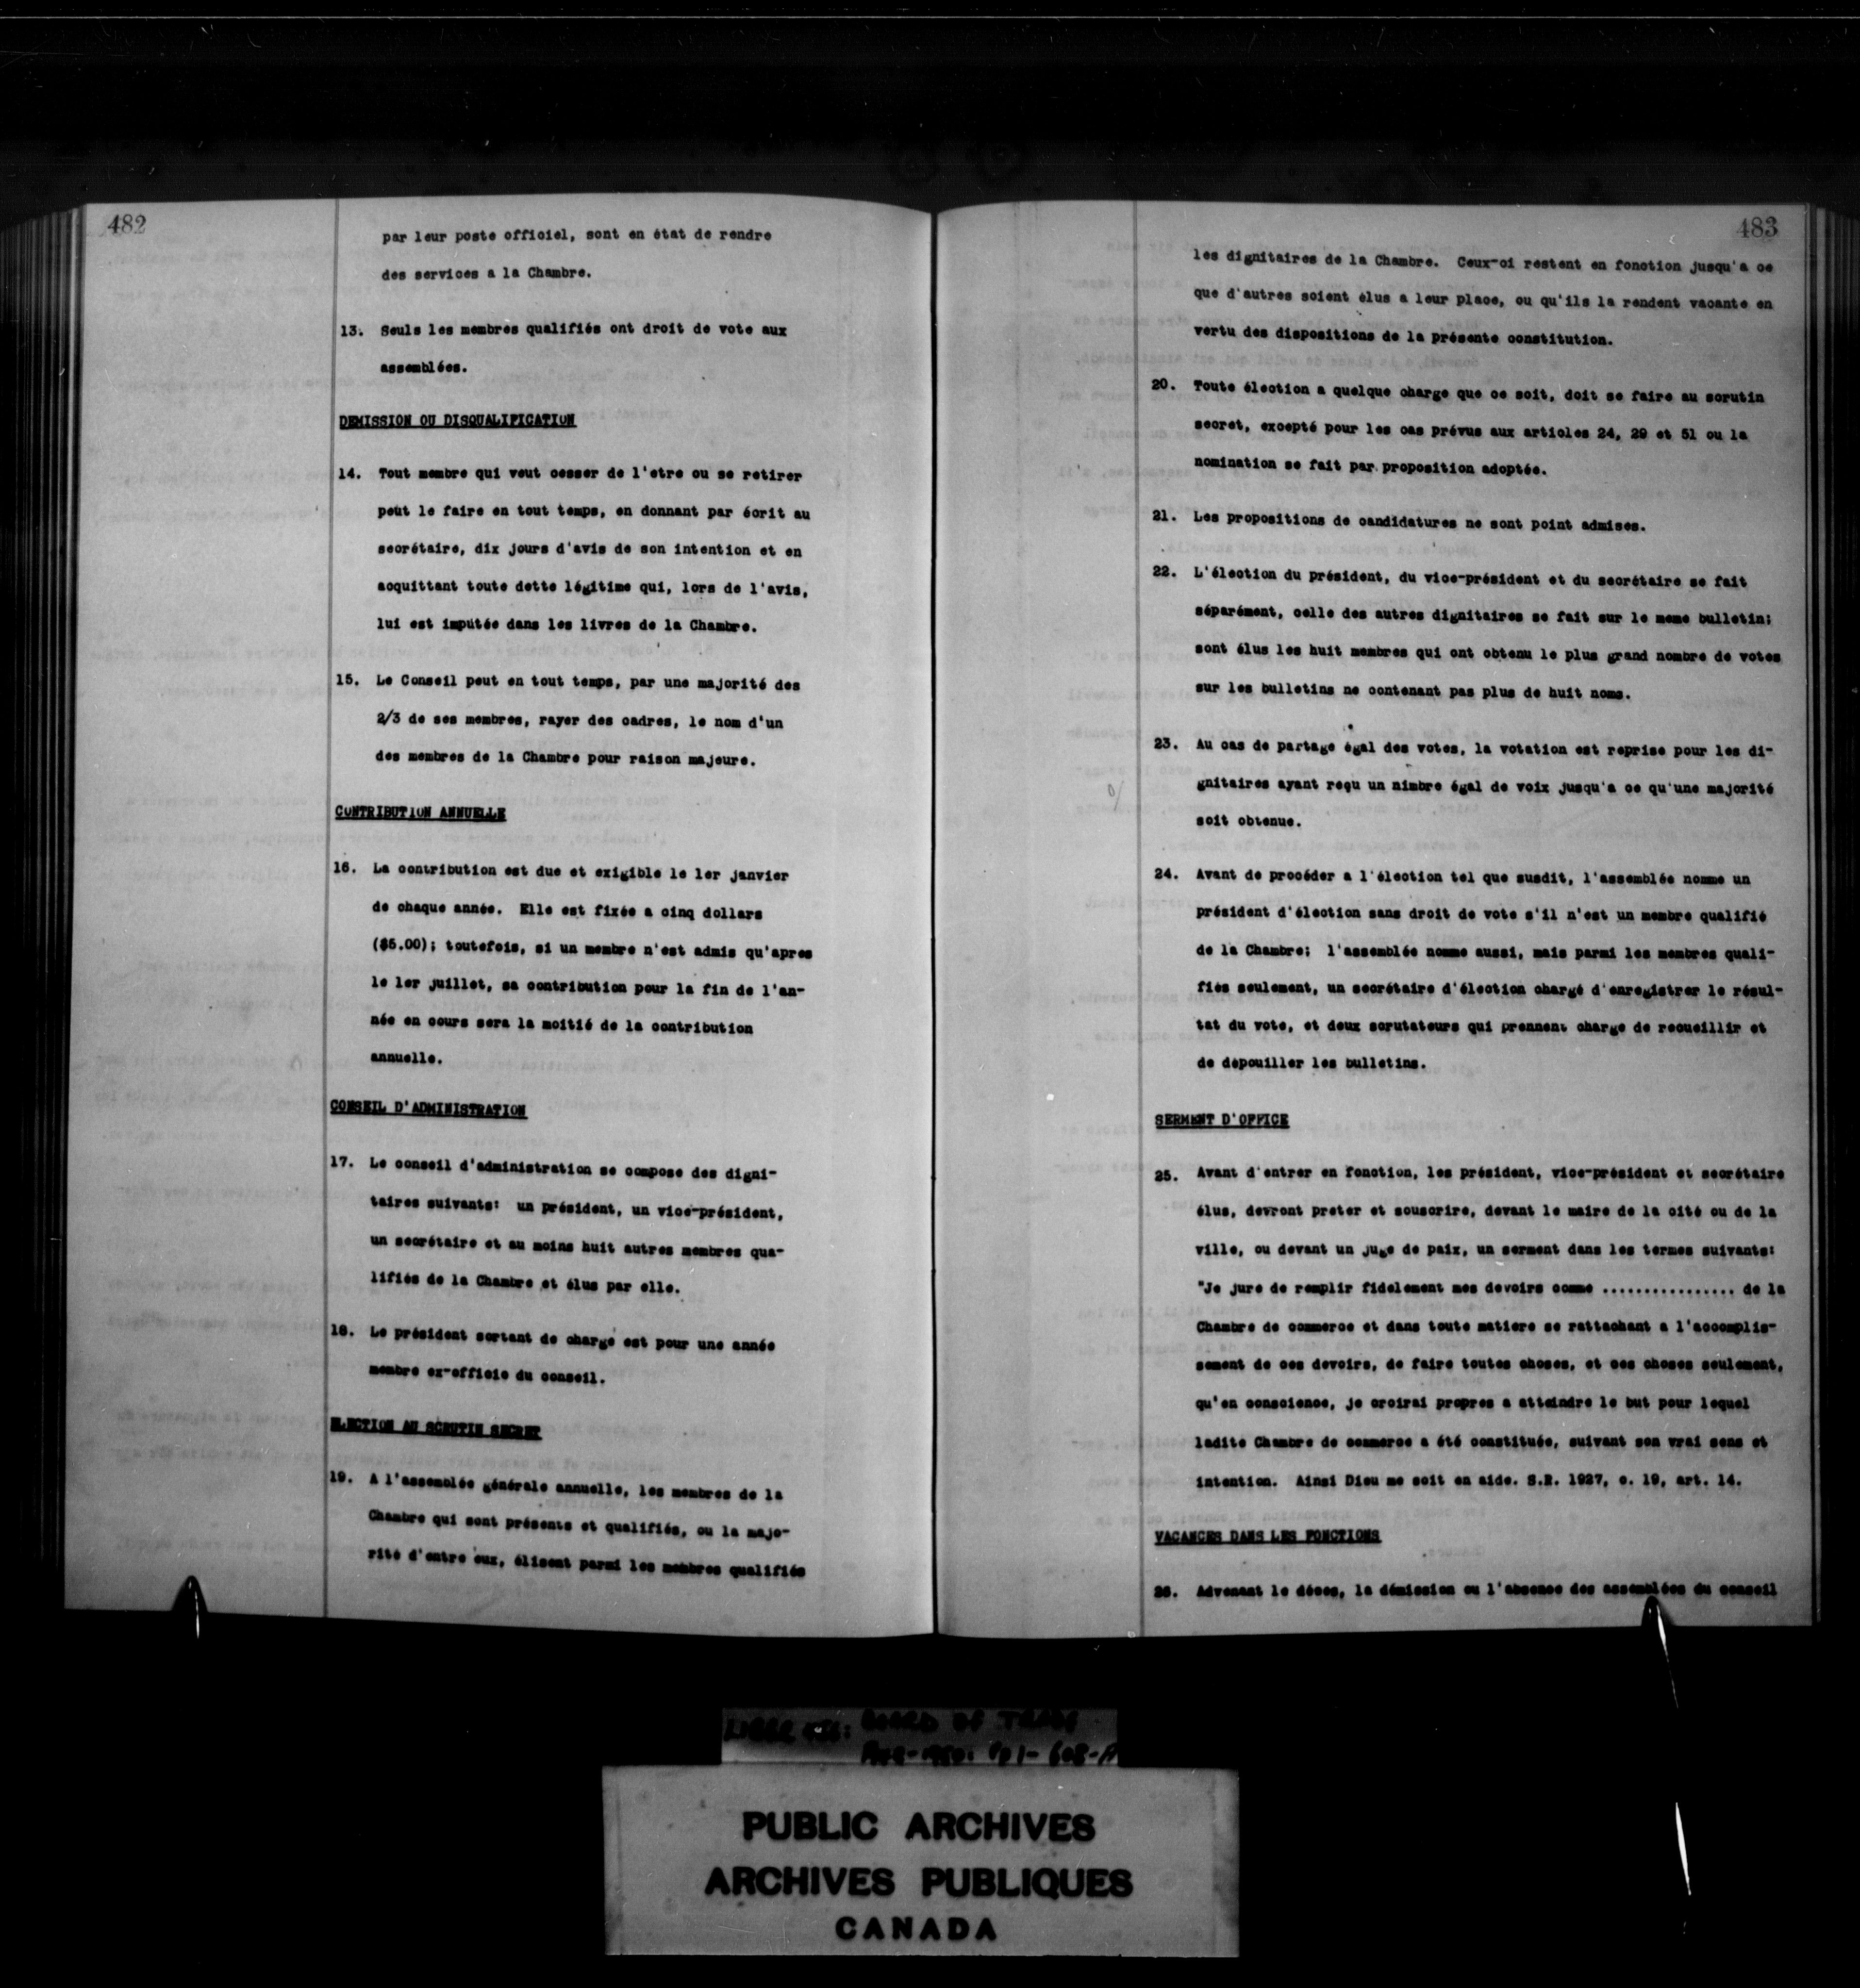 482
par leur poste officiel, sont en état de rendre
des services a la Chambre.
13. Seuls les membres qualifiés ont droit de vote aux
assemblées.
DEMISSION OU DISQUALIFICATION
14. Tout membre qui veut cesser de l'etre ou se retirer
peut le faire en tout temps, en donnant par écrit au
secrétaire, dix jours d'avis de son intention et en
acquittant toute dette légitime qui, lors de l'avis,
lui est imputée dans les livres de la Chambre.
15. Le Conseil peut en tout temps, par une majorité des
2/3 de ses membres, rayer des cadres, le nom d'un
des membres de la Chambre pour raison majeure.
CONTRIBUTION ANNUELLE
16. La contribution est due et exigible le 1er janvier
de chaque année. Elle est fixée a cinq dollars
($5.00); toutefois, si un membre n'est admis qu'apres
le 1er juillet, sa contribution pour la fin de l'an-
née en cours sera la moitié de la contribution
annuelle.
CONSEIL D'ADMINISTRATION
17. Le conseil d'administration se compose des digni-
taires suivants: un président, un vice-président,
un secrétaire et au moins huit autres membres qua-
lifiés de la Chambre et élus par elle.
18. Le président sortant de charge est pour une année
membre ex-officio du conseil.
ELECTION AU SCRUTIN SECRET
19. A l'assemblée générale annuelle, les membres de la
Chambre qui sont présents et qualifiés, ou la majo-
rité d'entre eux, élisent parmi les membres qualifiés
483
les dignitaires de la Chambre. Ceux-ci restent en fonction jusqu'a ce
que d'autres soient élus a leur place, ou qu'ils la rendent vacante en
vertu des dispositions de la présente constitution.
20. Toute élection a quelque charge que ce soit, doit se faire au scrutin
secret, excepté pour les cas prévus aux articles 24, 29 et 51 ou la
nomination se fait par proposition adoptée.
21. Les propositions de candidatures ne sont point admises.
22. L'élection du président, du vice-président et du secrétaire se fait
séparément, celle des autres dignitaires se fait sur le meme bulletin;
sont élus les huit membres qui ont obtenu le plus grand nombre de votes
sur les bulletins ne contenant pas plus de huit noms.
23. Au cas de partage égal des votes, la votation est reprise pour les di-
gnitaires ayant reçu un nimbre égal de voix jusqu'a ce qu'une majorité
soit obtenue.
24. Avant de procéder a l'élection tel que susdit, l'assemblée nomme un
président d'élection sans droit de vote s'il n'est un membre qualifié
de la Chambre; l'assemblée nomme aussi, mais parmi les membres quali-
fiés seulement, un secrétaire d'élection chargé d'enregistrer le résul-
tat du vote, et deux scrutateurs qui prennent charge de recueillir et
de dépouiller les bulletins.
SERMENT D'OFFICE
25. Avant d'entrer en fonction, les président, vice-président et secrétaire
élus, devront preter et souscrire, devant le maire de la cité ou de la
ville, ou devant un juge de paix, un serment dans les termes suivants:
"Je jure de remplir fidelement mes devoirs comme ................ de la
Chambre de commerce et dans toute matiere se rattachant a l'accomplis-
sement de ces devoirs, de faire toutes choses, et ces choses seulement,
qu'en conscience, je croirai propres a atteindre le but pour lequel
ladite Chambre de commerce a été constituée, suivant son vrai sens et
intention. Ainsi Dieu me soit en aide. S.R. 1927, c. 19, art. 14.
VACANCES DANS LES FONCTIONS
26. Advenant le déces, la démission ou l'absence des assemblées du conseil
BOARD OF TRADE
PUBLIC ARCHIVES
ARCHIVES PUBLIQUES
CANADA